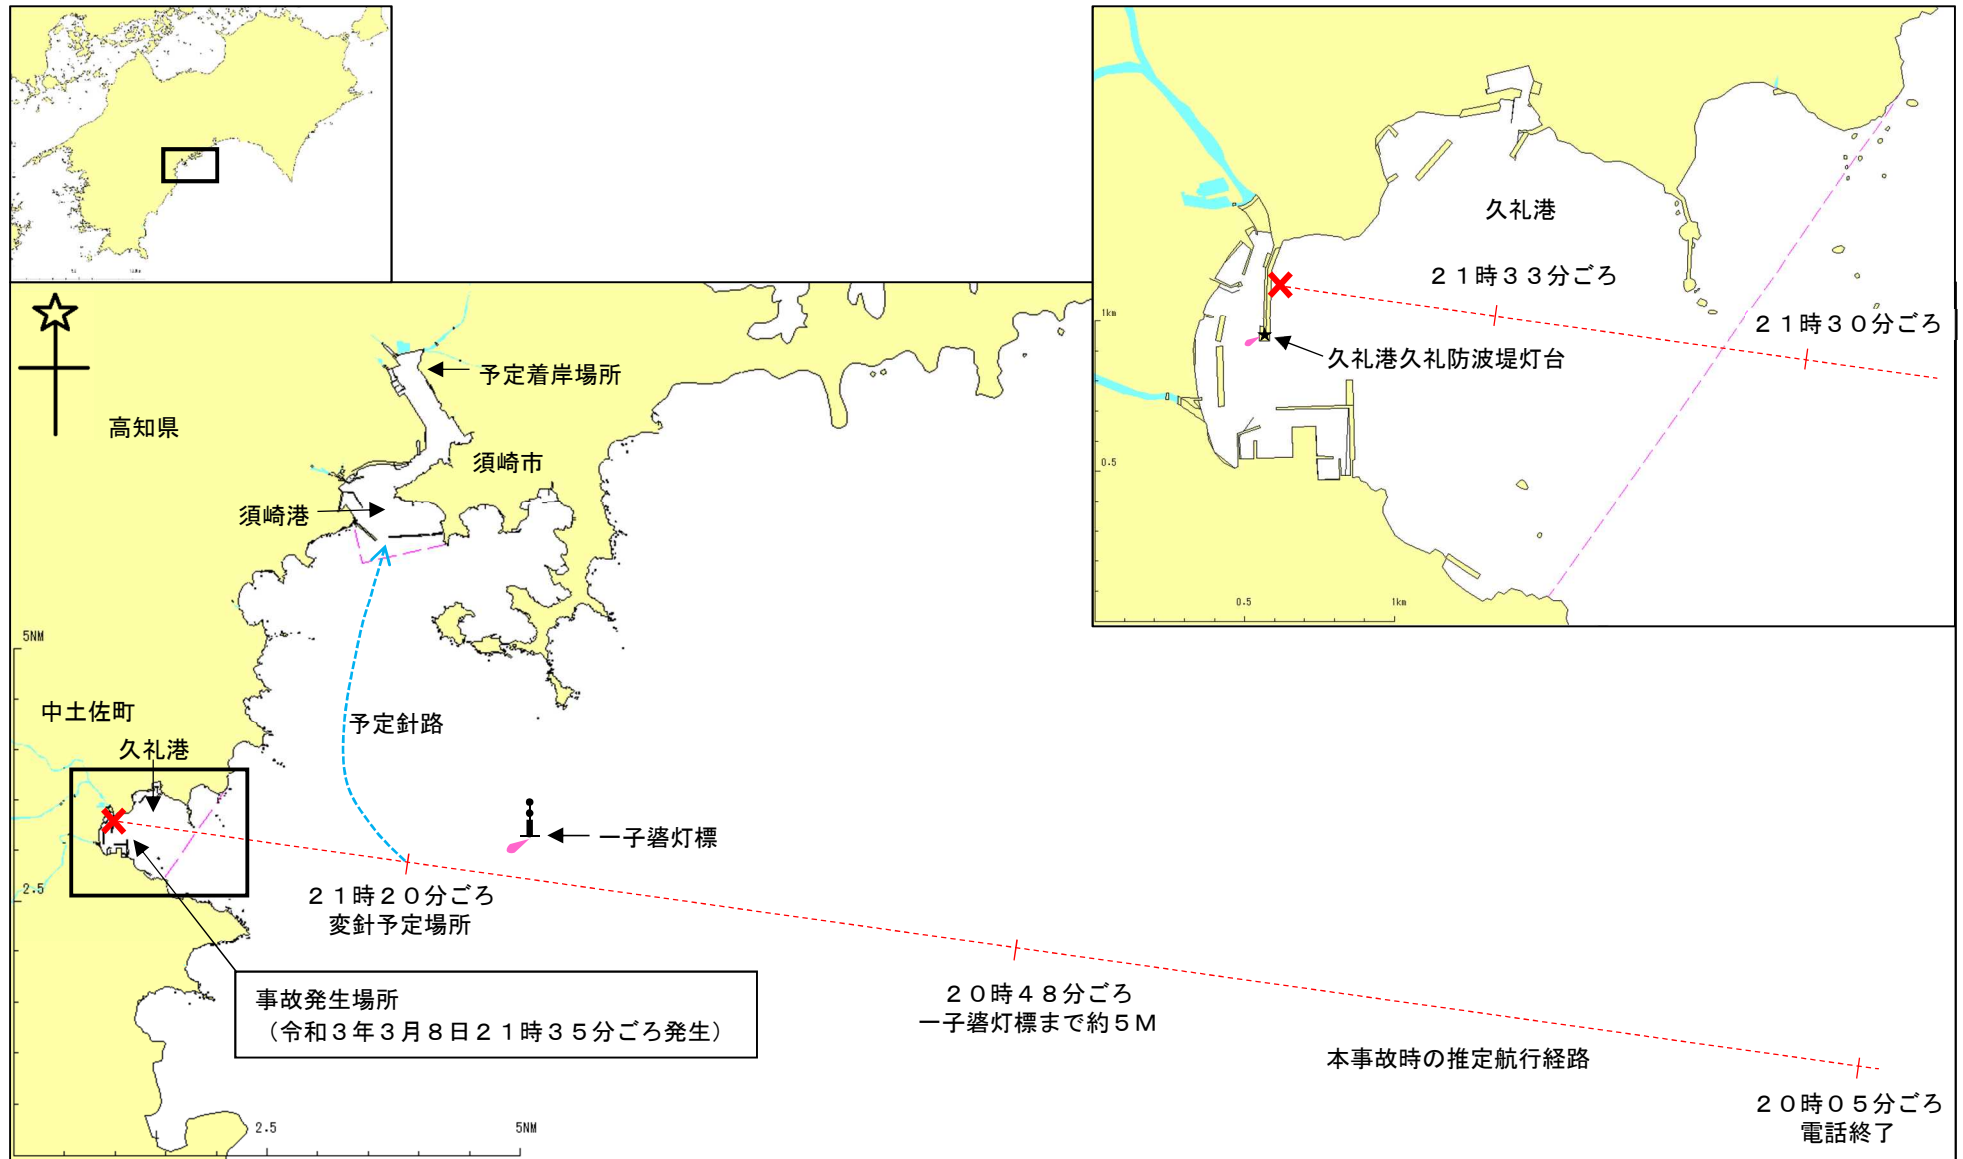 久礼港
２１時３３分ごろ
２１時３０分ごろ
久礼港久礼防波堤灯台
1km
0.5
0.5
1km
予定着岸場所
高知県
須崎市
須崎港
5NM
中土佐町
予定針路
久礼港
一子碆灯標
2.5
２１時２０分ごろ
変針予定場所
事故発生場所
（令和３年３月８日２１時３５分ごろ発生）
２０時４８分ごろ
一子碆灯標まで約５Ｍ
本事故時の推定航行経路
２０時０５分ごろ
電話終了
2.5
5NM